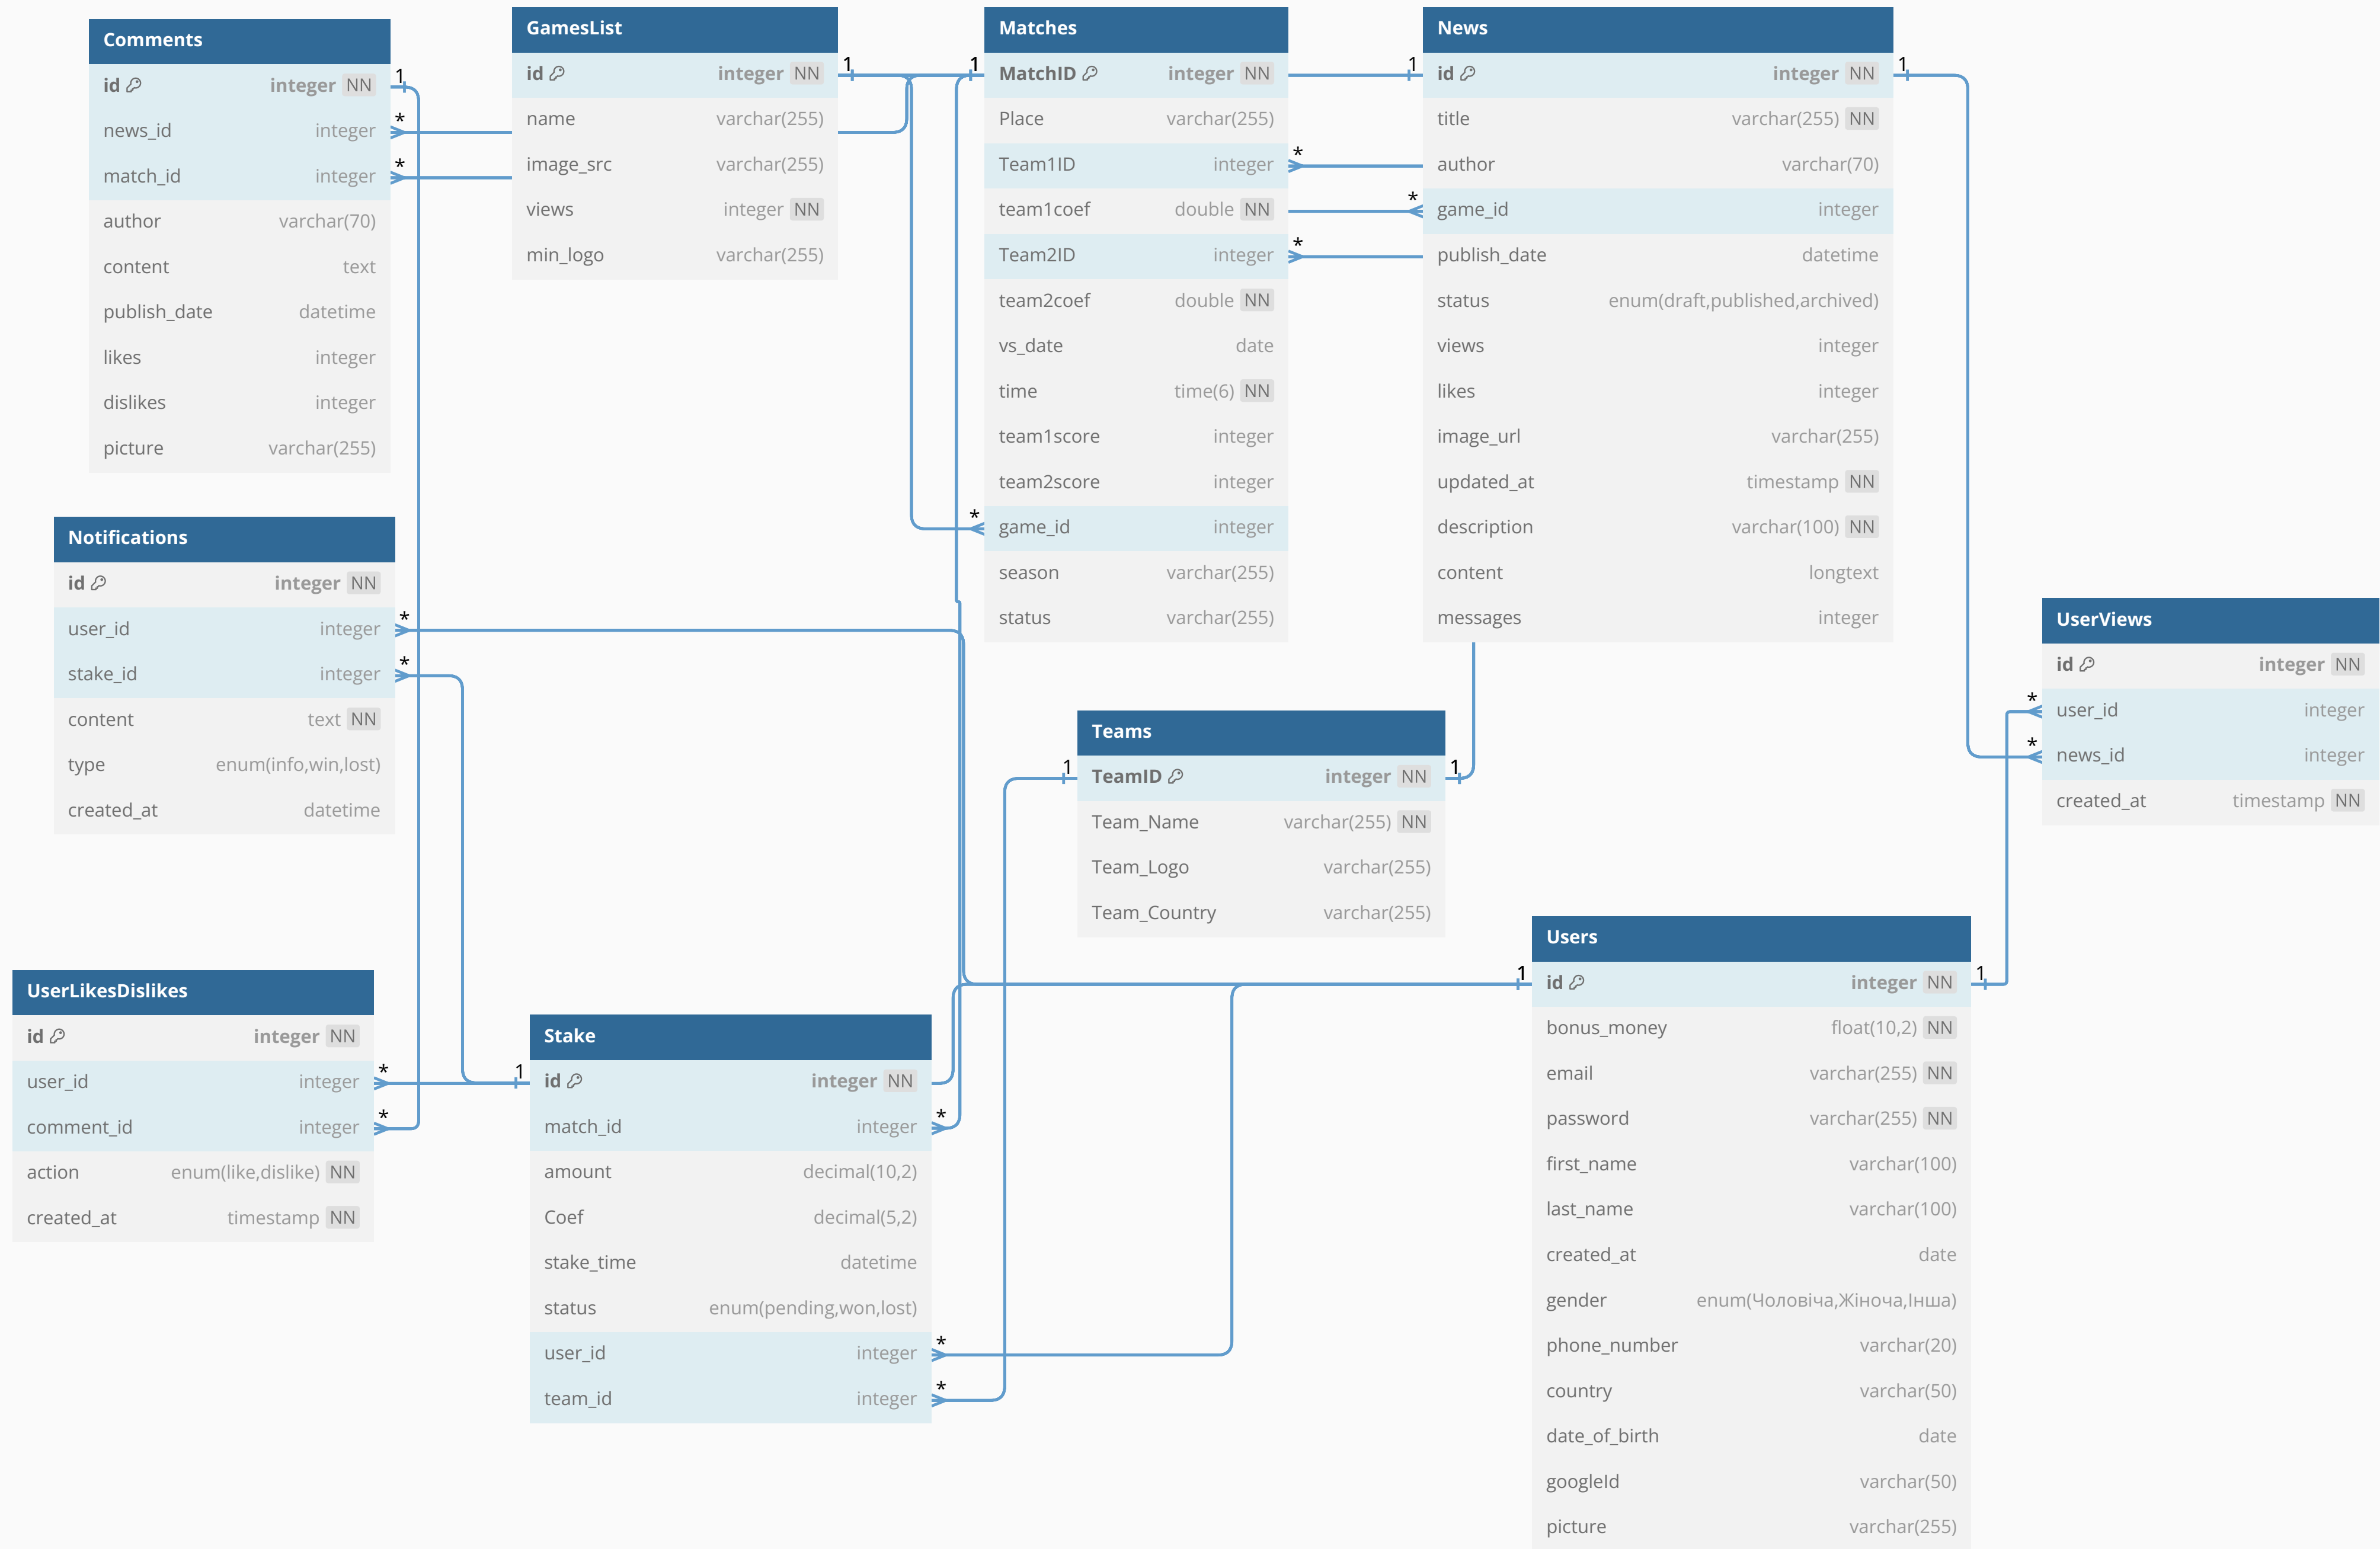 Comments
id integer NN
news_id integer
match_id integer
author varchar(70)
content text
publish_date datetime
likes integer
dislikes integer
picture varchar(255)
GamesList
id integer NN
name varchar(255)
image_src varchar(255)
views integer NN
min_logo varchar(255)
Matches
MatchID integer NN
Place varchar(255)
Team1ID integer
team1coef double NN
Team2ID integer
team2coef double NN
vs_date date
time time(6) NN
team1score integer
team2score integer
game_id integer
season varchar(255)
status varchar(255)
News
id integer NN
title varchar(255) NN
author varchar(70)
game_id integer
publish_date datetime
status enum(draft,published,archived)
views integer
likes integer
image_url varchar(255)
updated_at timestamp NN
description varchar(100) NN
content longtext
messages integer
Notifications
id integer NN
user_id integer
stake_id integer
content text NN
type enum(info,win,lost)
created_at datetime
UserViews
id integer NN
user_id integer
news_id integer
created_at timestamp NN
Teams
TeamID integer NN
Team_Name varchar(255) NN
Team_Logo varchar(255)
Team_Country varchar(255)
UserLikesDislikes
id integer NN
user_id integer
comment_id integer
action enum(like,dislike) NN
created_at timestamp NN
Stake
id integer NN
match_id integer
amount decimal(10,2)
Coef decimal(5,2)
stake_time datetime
status enum(pending,won,lost)
user_id integer
team_id integer
Users
id integer NN
bonus_money float(10,2) NN
email varchar(255) NN
password varchar(255) NN
first_name varchar(100)
last_name varchar(100)
created_at date
gender enum(Чоловіча,Жіноча,Інша)
phone_number varchar(20)
country varchar(50)
date_of_birth date
googleId varchar(50)
picture varchar(255)
1
*
*
1
1
1
1
*
*
*
*
*
*
1
1
*
*
1
1
*
*
1
*
*
*